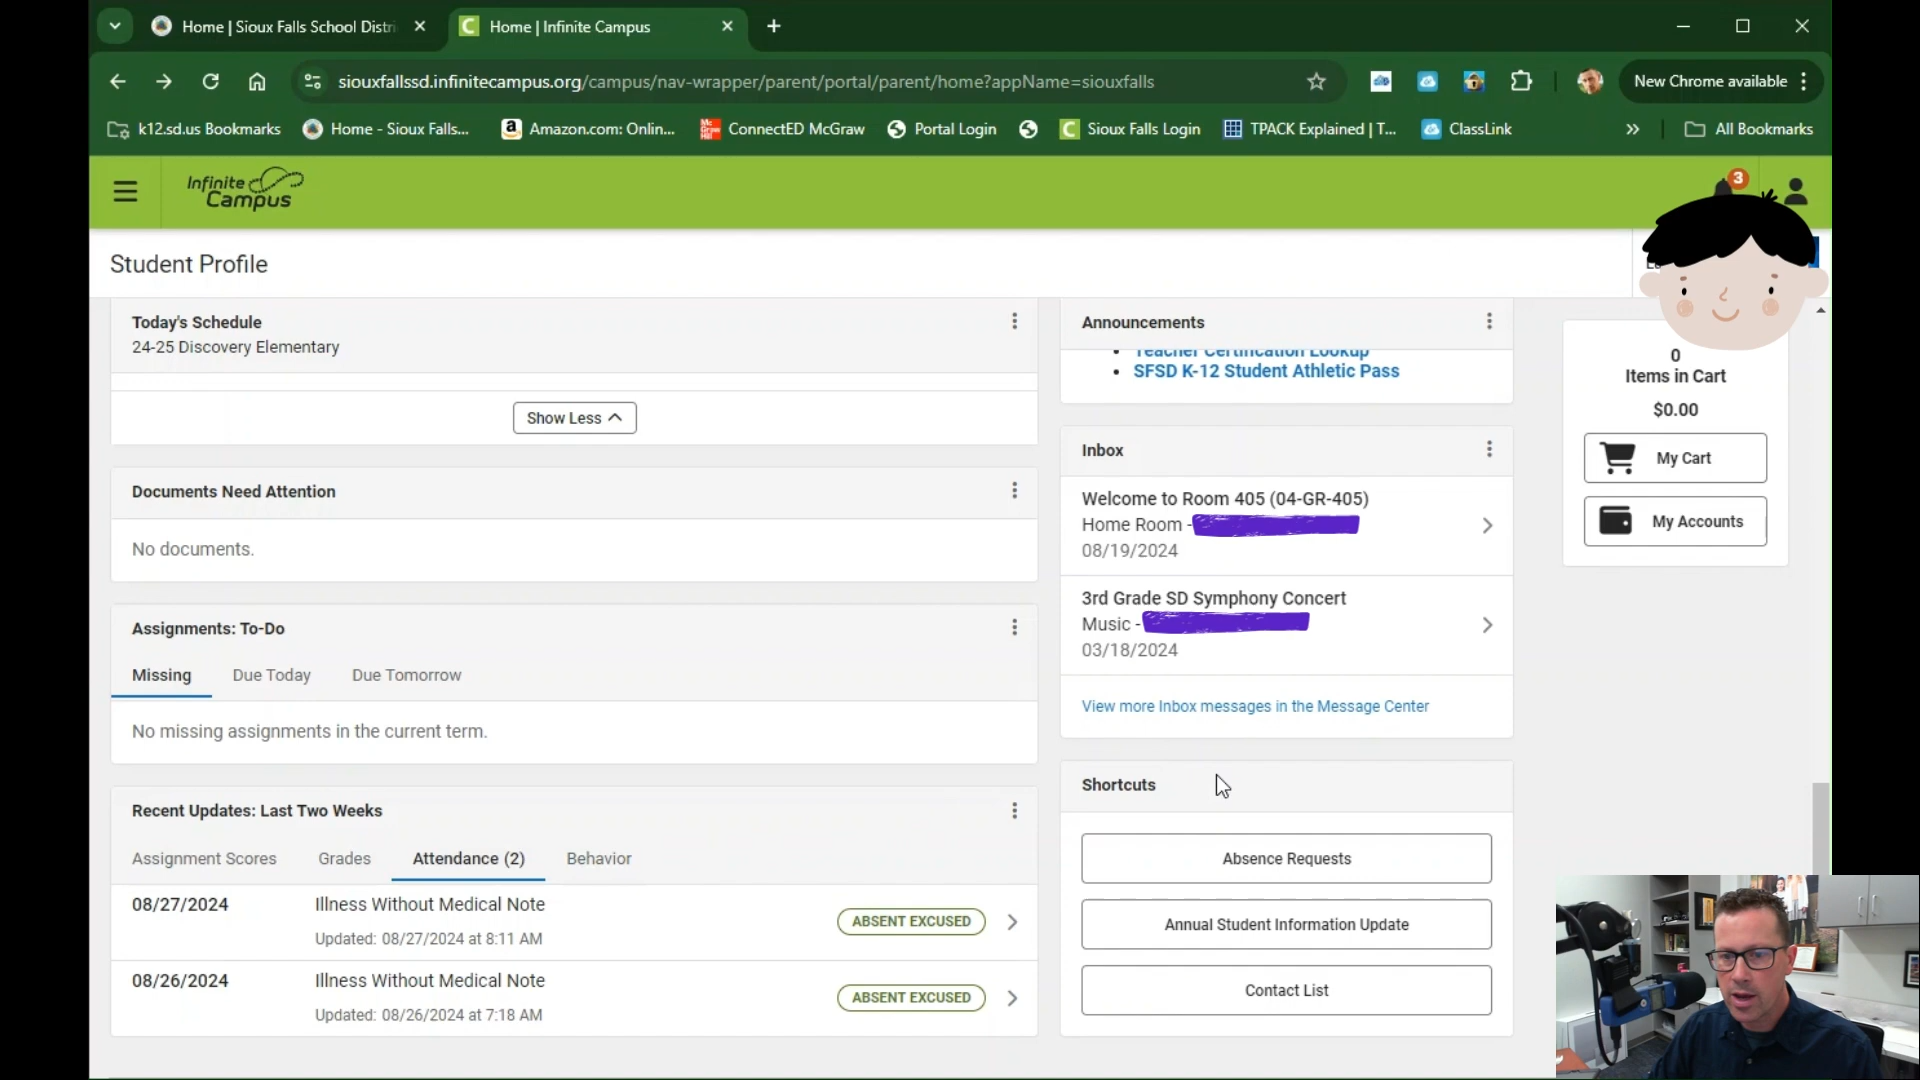 Home | Sioux Falls School Distri
Home | Infinite Campus
siouxfallssd.infinitecampus.org/campus/nav-wrapper/parent/portal/parent/home?appName=siouxfalls
New Chrome available
k12.sd.us Bookmarks
Home - Sioux Falls...
Amazon.com: Onlin...
ConnectED McGraw
Portal Login
Sioux Falls Login
TPACK Explained | T...
ClassLink
All Bookmarks
Infinite
Campus
3
Student Profile
Today's Schedule
24-25 Discovery Elementary
Show Less
Documents Need Attention
No documents.
Assignments: To-Do
Missing
Due Today
Due Tomorrow
No missing assignments in the current term.
Recent Updates: Last Two Weeks
Assignment Scores
Grades
Attendance (2)
Behavior
08/27/2024
Illness Without Medical Note
ABSENT EXCUSED
Updated: 08/27/2024 at 8:11 AM
08/26/2024
Illness Without Medical Note
ABSENT EXCUSED
Updated: 08/26/2024 at 7:18 AM
Announcements
Teacher Certification Lookup
SFSD K-12 Student Athletic Pass
Inbox
Welcome to Room 405 (04-GR-405)
Home Room -
08/19/2024
3rd Grade SD Symphony Concert
Music -
03/18/2024
View more Inbox messages in the Message Center
Shortcuts
Absence Requests
Annual Student Information Update
Contact List
0
Items in Cart
$0.00
My Cart
My Accounts